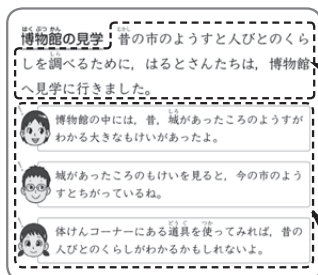 博物館の見学 昔の市のようすと人びとのくら
しを調べるために，はるとさんたちは，博物館
へ見学に行きました。
博物館の中には，昔，城があったころのようすが
わかる大きなもけいがあったよ。
城があったころのもけいを見ると，今の市のよう
すとちがっているね。
体けんコーナーにある道具を使ってみれば，昔の
人びとのくらしがわかるかもしれないよ。